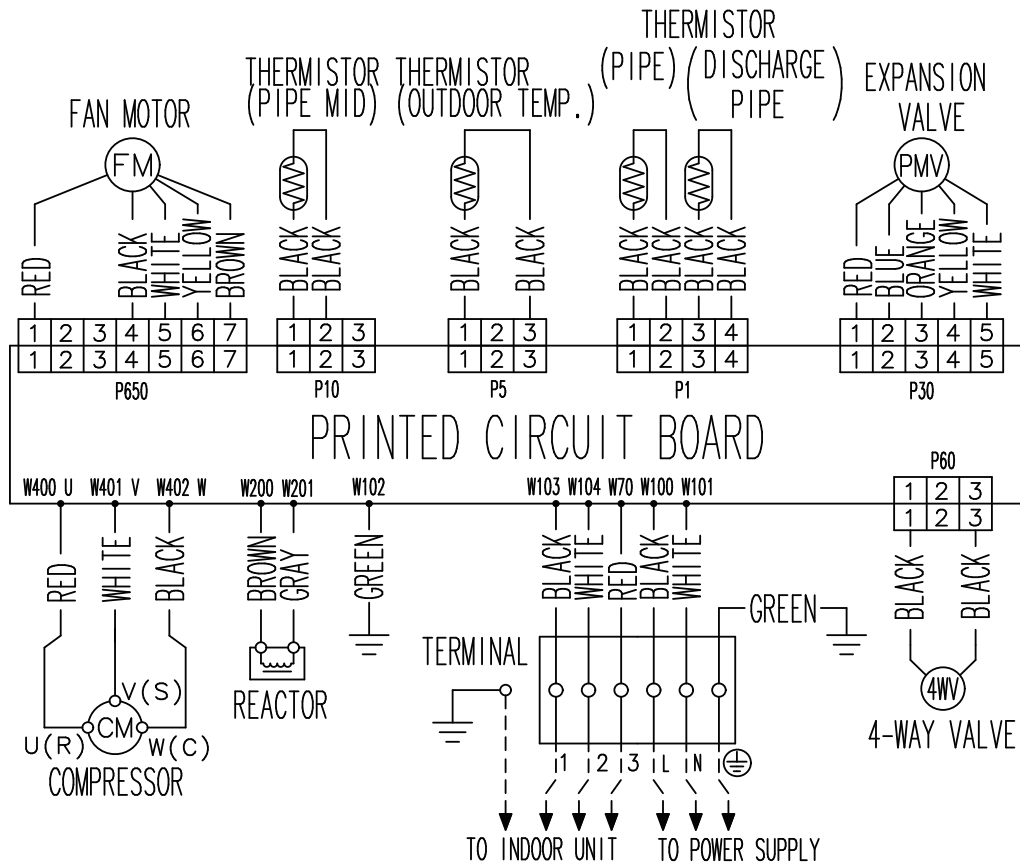 THERMISTOR
(PIPE) (DISCHARGE PIPE)
THERMISTOR (PIPE MID)
THERMISTOR (OUTDOOR TEMP.)
EXPANSION VALVE
FAN MOTOR
FM
PMV
RED BLACK WHITE YELLOW BROWN
BLACK BLACK
BLACK BLACK
BLACK BLACK BLACK BLACK
RED BLUE ORANGE YELLOW WHITE
1 2 3 4 5 6 7 1 2 3 1 2 3 1 2 3 4 1 2 3 4 5
1 2 3 4 5 6 7 1 2 3 1 2 3 1 2 3 4 1 2 3 4 5
P650 P10 P5 P1 P30
PRINTED CIRCUIT BOARD
P60
W400 U W401 V W402 W W200 W201 W102 W103 W104 W70 W100 W101
1 2 3
1 2 3
RED WHITE BLACK BROWN GRAY GREEN BLACK WHITE RED BLACK WHITE BLACK BLACK
GREEN
TERMINAL
REACTOR
V(S)
CM
U(R) W(C)
COMPRESSOR
4WV
4-WAY VALVE
1 2 3 L N
TO INDOOR UNIT TO POWER SUPPLY